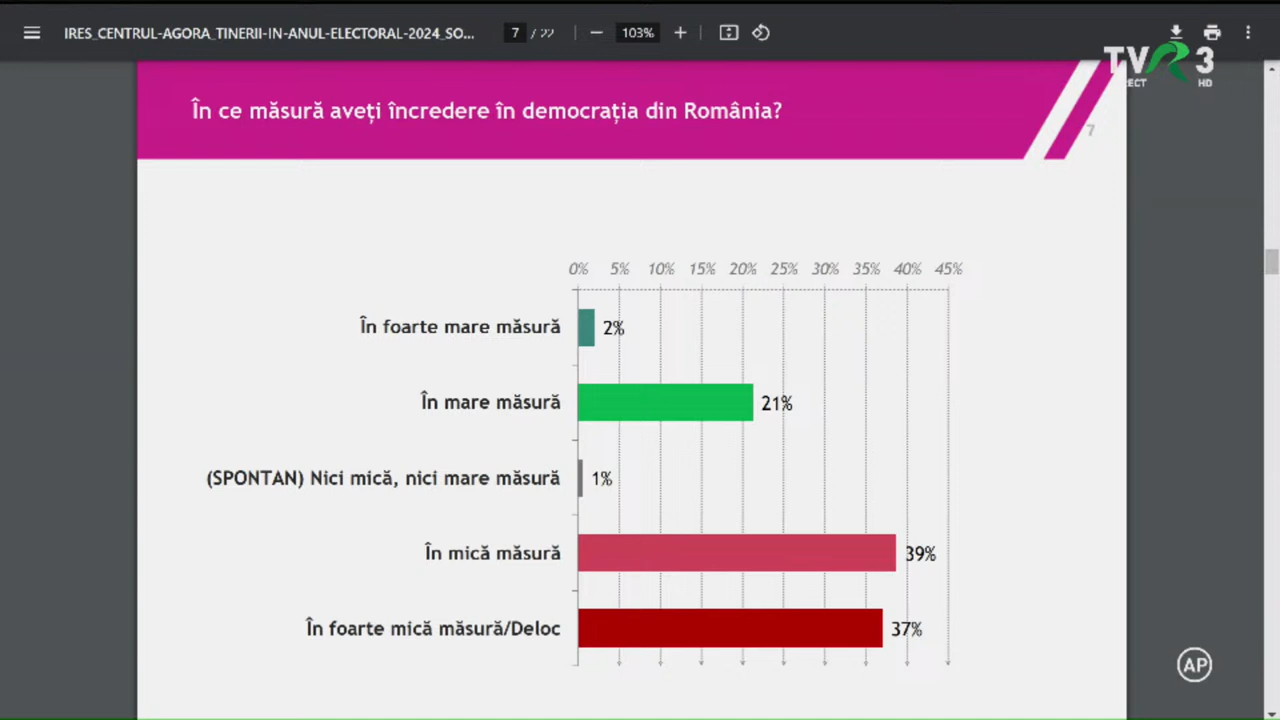 IRES_CENTRUL-AGORA_TINERII-IN-ANUL-ELECTORAL-2024_SO...
7 / 22
103%
TVR 3
RECT
HD
În ce măsură aveți încredere în democrația din România?
7
0% 5% 10% 15% 20% 25% 30% 35% 40% 45%
În foarte mare măsură 2%
În mare măsură 21%
(SPONTAN) Nici mică, nici mare măsură 1%
În mică măsură 39%
În foarte mică măsură/Deloc 37%
AP